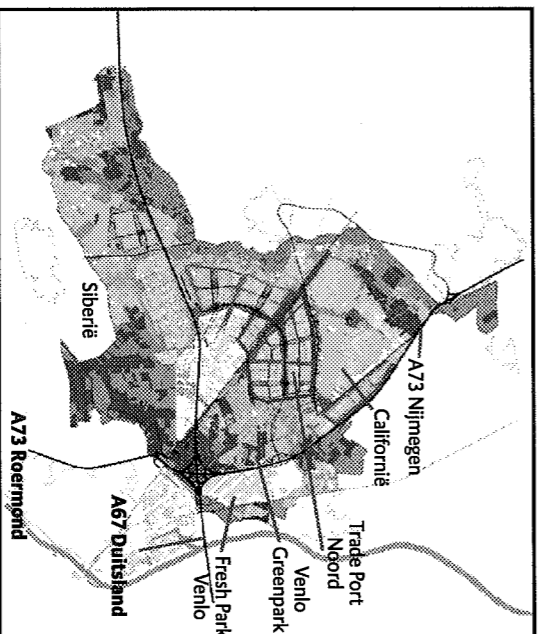 A73 Nijmegen
Californië
Trade Port
Noord
Venlo
Greenpark
Fresh Park
Venlo
A67 Duitsland
A73 Roermond
Siberië